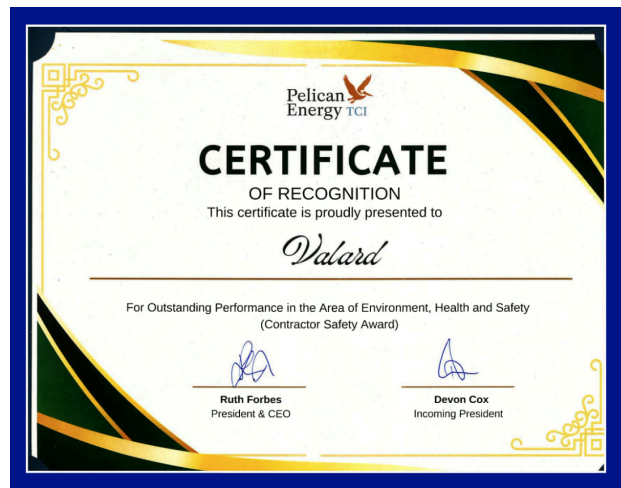 Pelican
Energy TCI
CERTIFICATE
OF RECOGNITION
This certificate is proudly presented to
Valard
For Outstanding Performance in the Area of Environment, Health and Safety
(Contractor Safety Award)
Ruth Forbes Devon Cox
President & CEO Incoming President